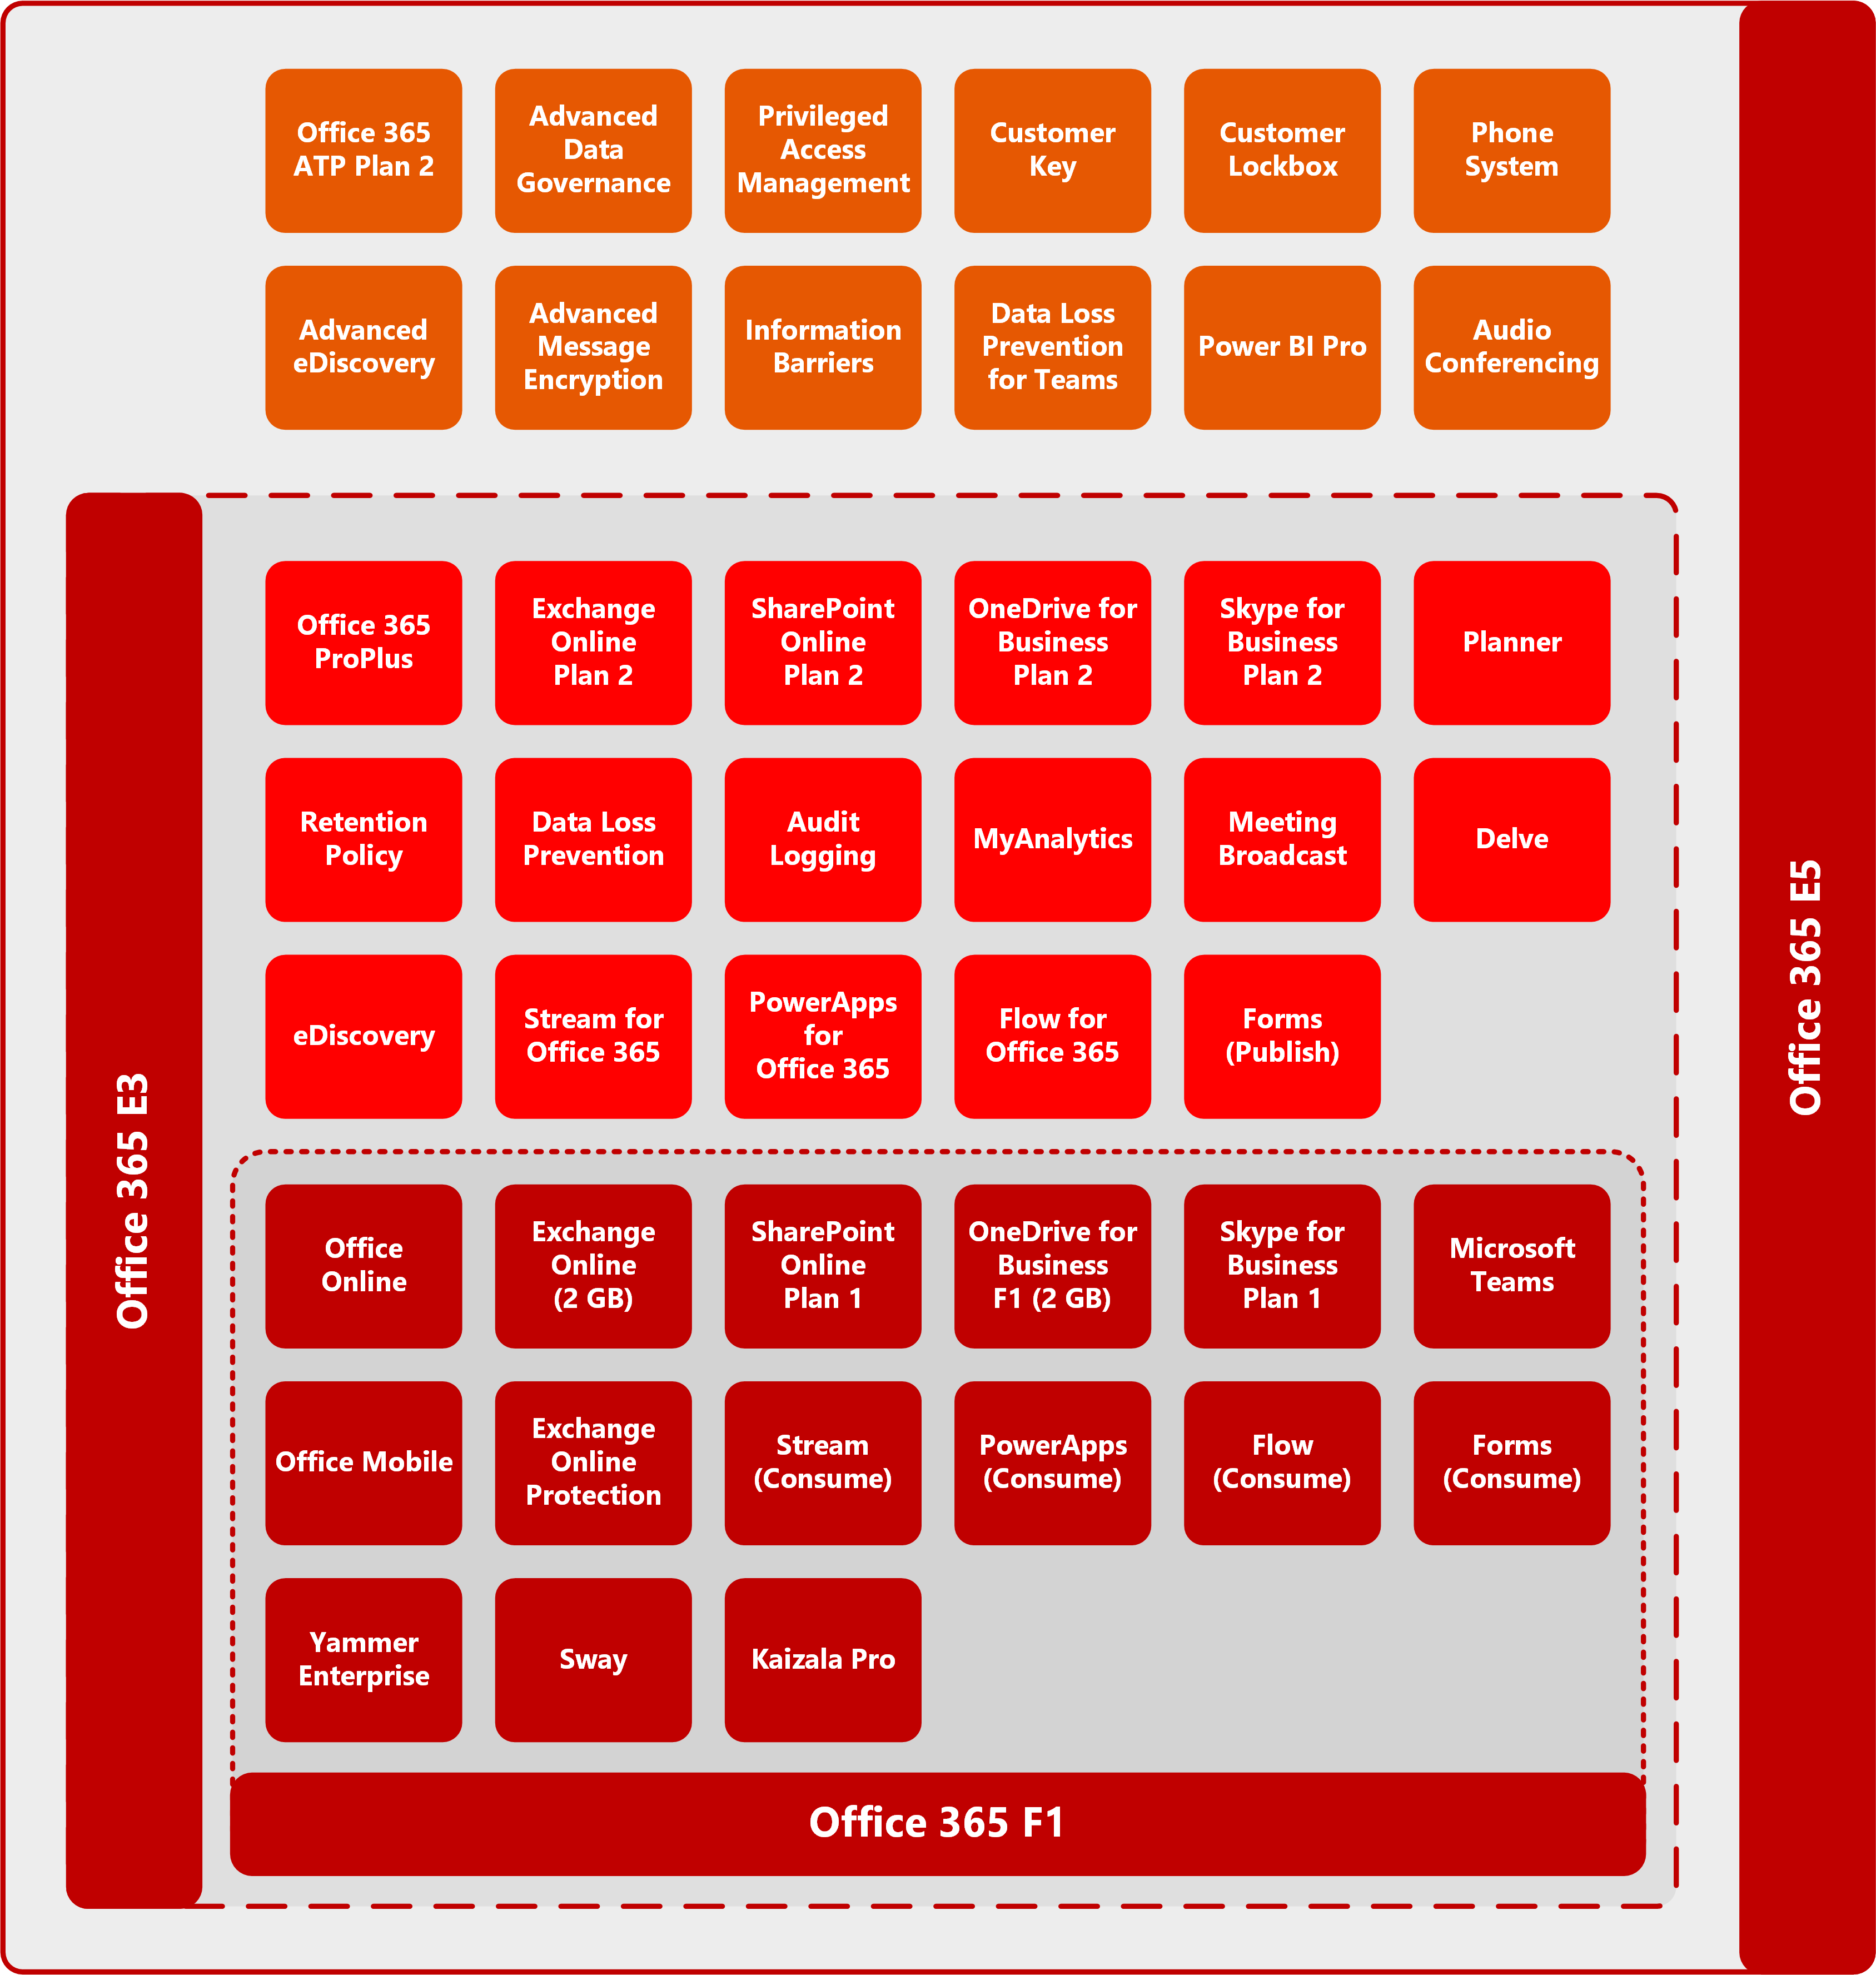 Office 365
ATP Plan 2
Advanced
Data
Governance
Privileged
Access
Management
Customer
Key
Customer
Lockbox
Phone
System
Advanced
eDiscovery
Advanced
Message
Encryption
Information
Barriers
Data Loss
Prevention
for Teams
Power BI Pro
Audio
Conferencing
Office 365
ProPlus
Exchange
Online
Plan 2
SharePoint
Online
Plan 2
OneDrive for
Business
Plan 2
Skype for
Business
Plan 2
Planner
Retention
Policy
Data Loss
Prevention
Audit
Logging
MyAnalytics
Meeting
Broadcast
Delve
eDiscovery
Stream for
Office 365
PowerApps
for
Office 365
Flow for
Office 365
Forms
(Publish)
Office
Online
Exchange
Online
(2 GB)
SharePoint
Online
Plan 1
OneDrive for
Business
F1 (2 GB)
Skype for
Business
Plan 1
Microsoft
Teams
Office Mobile
Exchange
Online
Protection
Stream
(Consume)
PowerApps
(Consume)
Flow
(Consume)
Forms
(Consume)
Yammer
Enterprise
Sway
Kaizala Pro
Office 365 F1
Office 365 E3
Office 365 E5